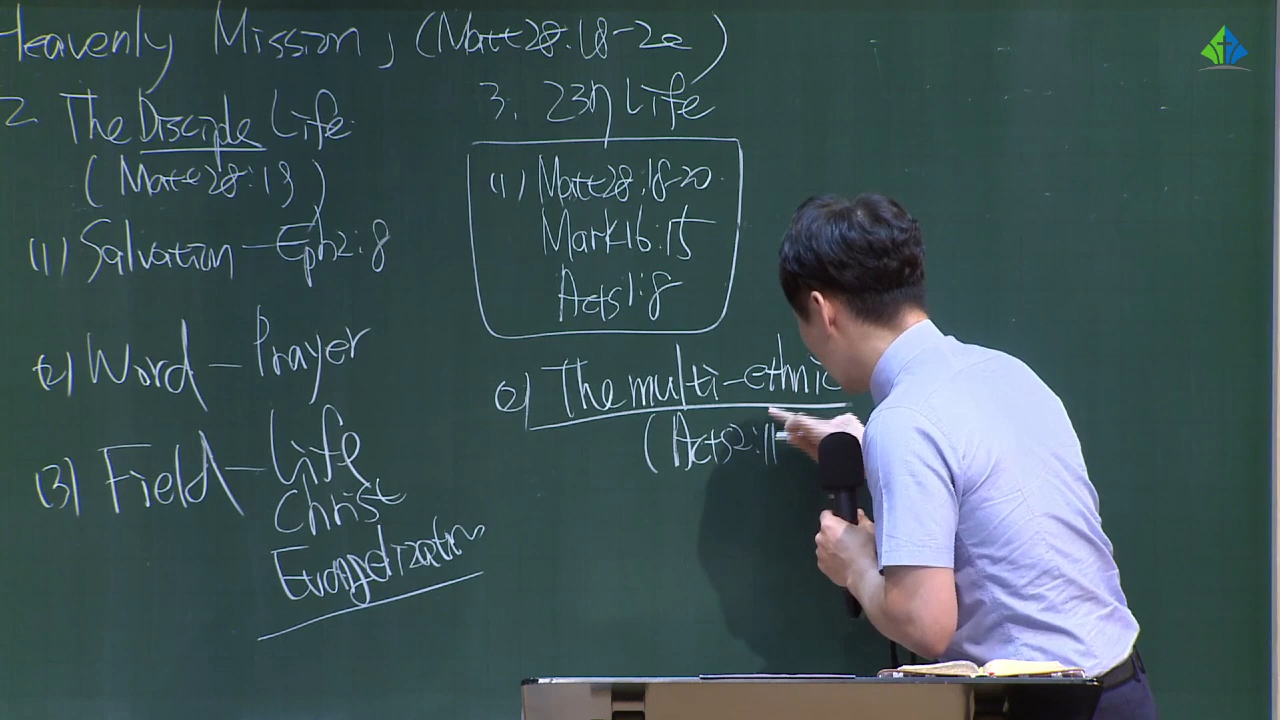 Heavenly Mission, (Matt28:18-20)
2 The Disciple Life
(Matt28:19)
(1) Salvation - Eph2:8
(2) Word - Prayer
(3) Field - Life
Christ
Evangelization
3. 237 Life
(1) Matt28:18-20
Mark16:15
Acts1:8
2) The multi-ethnic
(Acts2:11